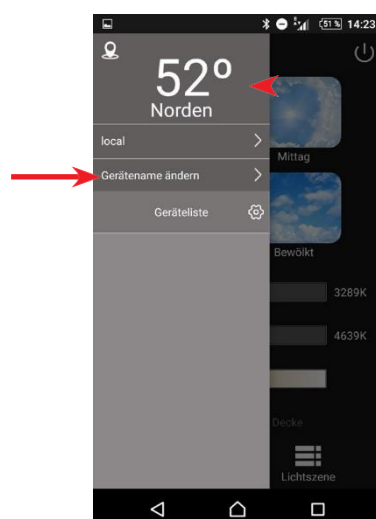 51% 14:23
52°
Norden
local
Mittag
Gerätename ändern
Geräteliste
Bewölkt
3289K
4639K
Decke
Lichtszene